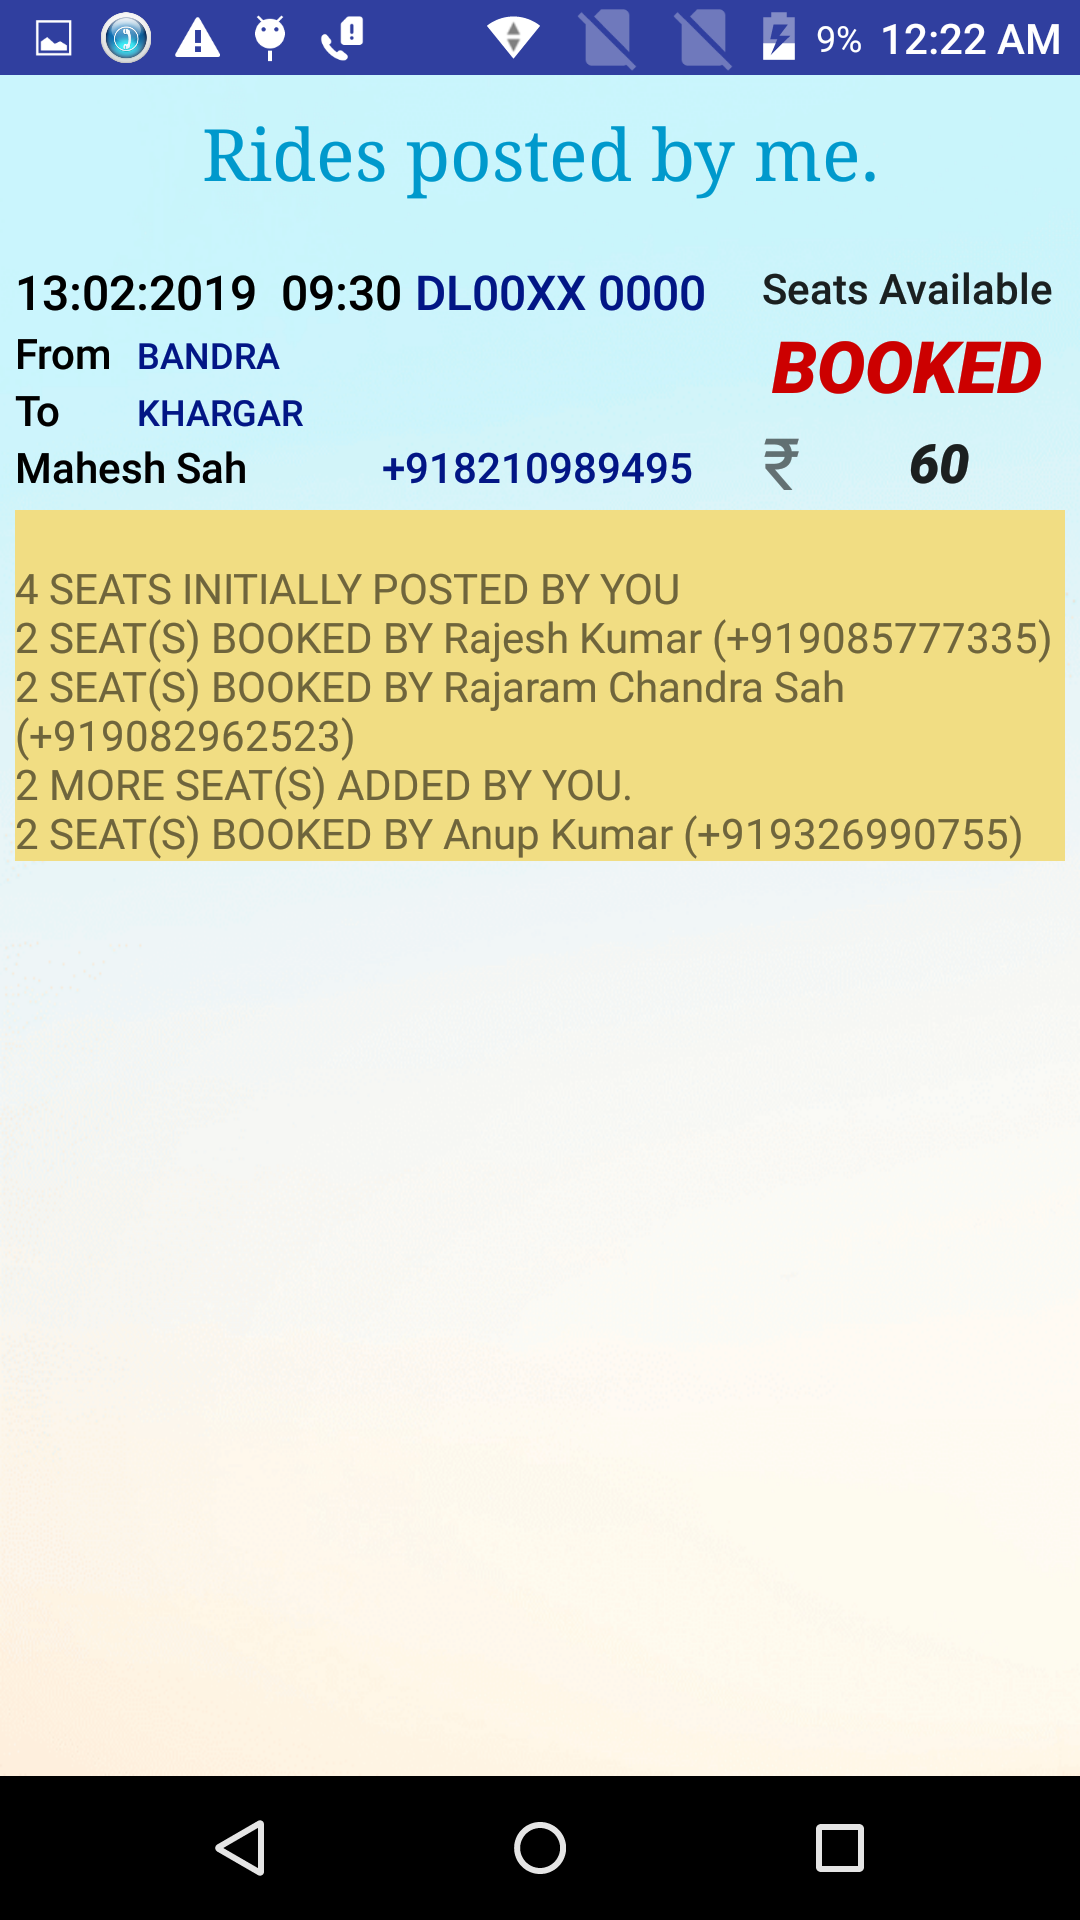 9% 12:22 AM
Rides posted by me.
13:02:2019 09:30 DL00XX 0000 Seats Available
From BANDRA BOOKED
To KHARGAR
Mahesh Sah +918210989495 ₹ 60
4 SEATS INITIALLY POSTED BY YOU
2 SEAT(S) BOOKED BY Rajesh Kumar (+919085777335)
2 SEAT(S) BOOKED BY Rajaram Chandra Sah
(+919082962523)
2 MORE SEAT(S) ADDED BY YOU.
2 SEAT(S) BOOKED BY Anup Kumar (+919326990755)